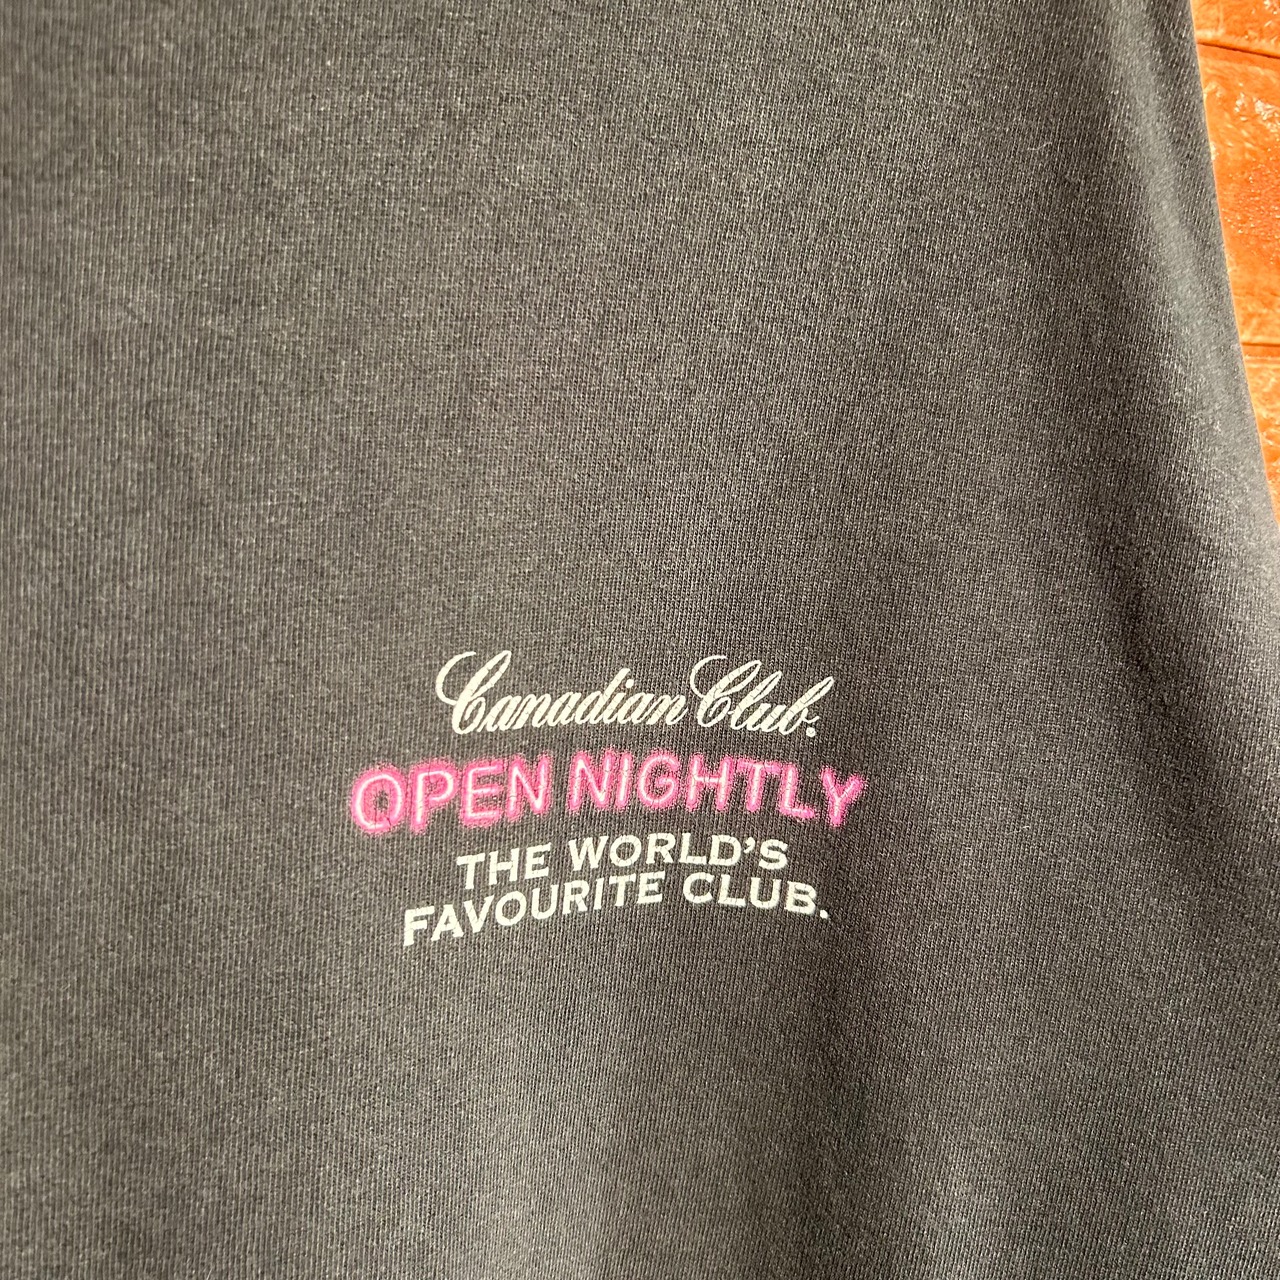 Canadian Club.
OPEN NIGHTLY
THE WORLD'S
FAVOURITE CLUB.